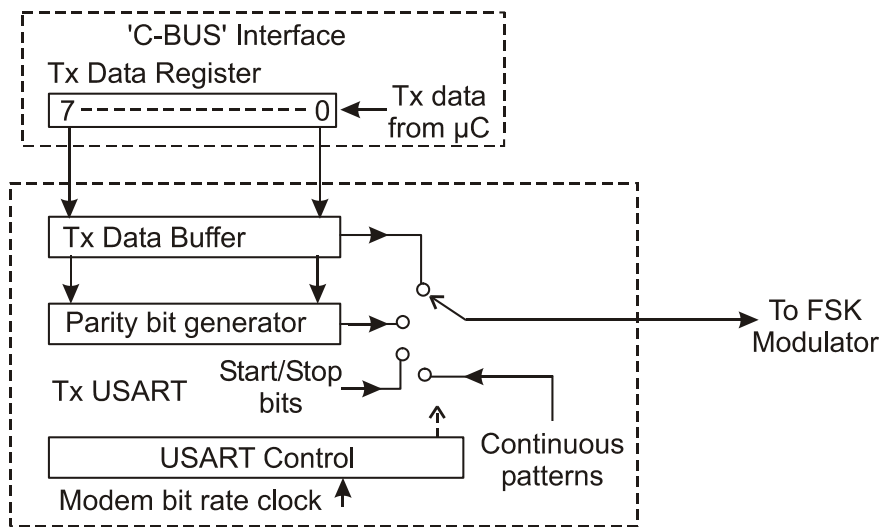 'C-BUS' Interface
Tx Data Register
7 0
Tx data
from µC
Tx Data Buffer
Parity bit generator
To FSK
Modulator
Start/Stop
bits
Tx USART
Continuous
patterns
USART Control
Modem bit rate clock